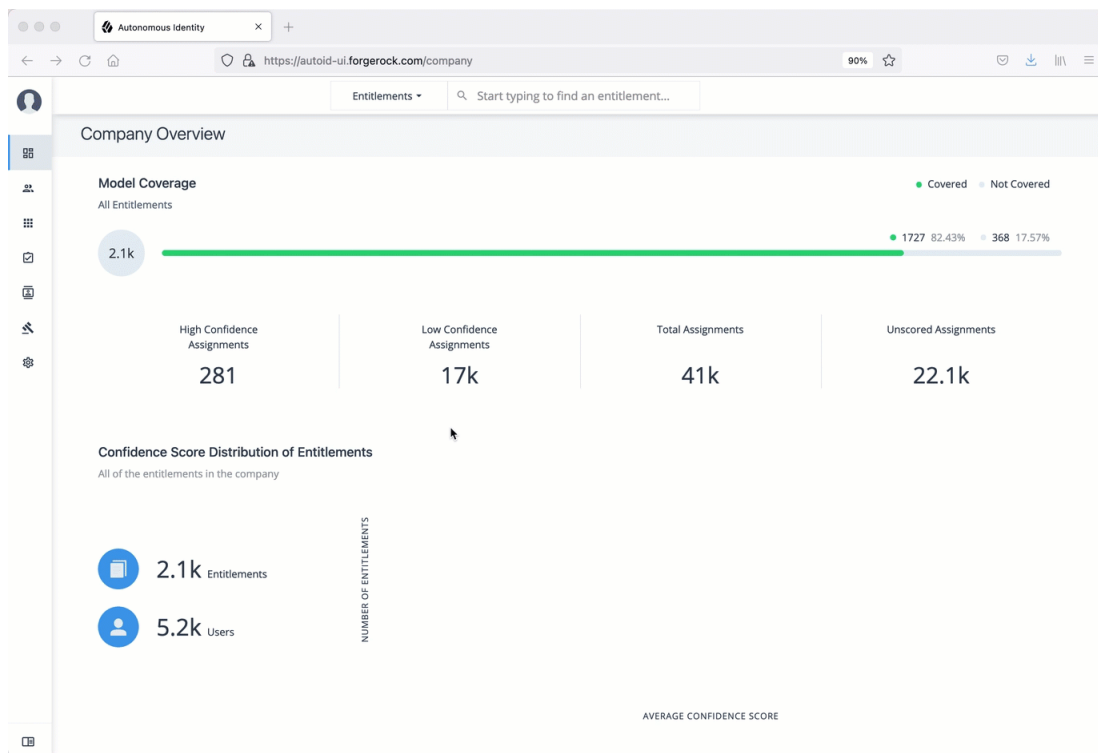 Autonomous Identity
https://autoid-ui.forgerock.com/company
90%
Entitlements
Start typing to find an entitlement...
Company Overview
Model Coverage
Covered
Not Covered
All Entitlements
1727 82.43%
368 17.57%
2.1k
High Confidence
Assignments
281
Low Confidence
Assignments
17k
Total Assignments
41k
Unscored Assignments
22.1k
Confidence Score Distribution of Entitlements
All of the entitlements in the company
2.1k Entitlements
5.2k Users
NUMBER OF ENTITLEMENTS
AVERAGE CONFIDENCE SCORE